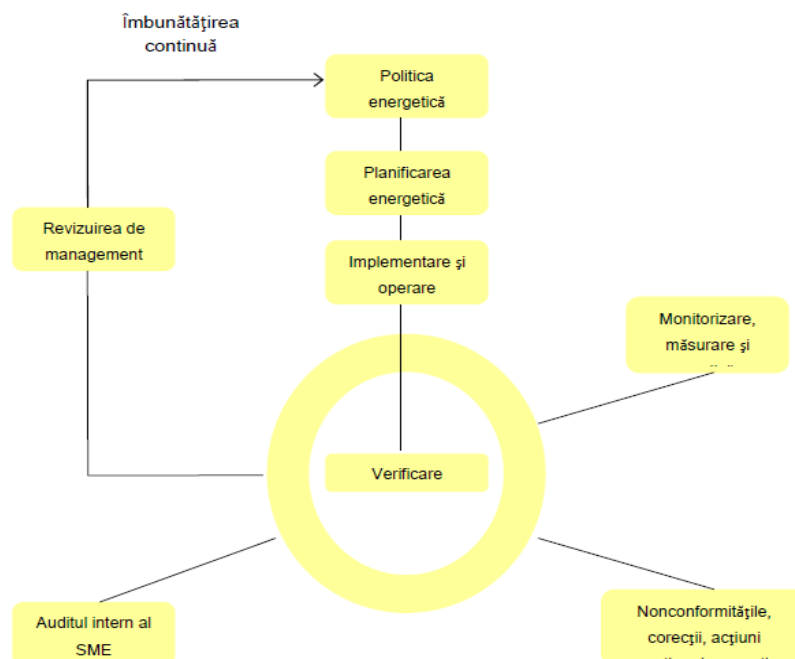 Îmbunătăţirea
continuă
Politica
energetică
Planificarea
energetică
Revizuirea de
management
Implementare şi
operare
Monitorizare,
măsurare şi
Verificare
Auditul intern al
SME
Nonconformităţile,
corecţii, acţiuni